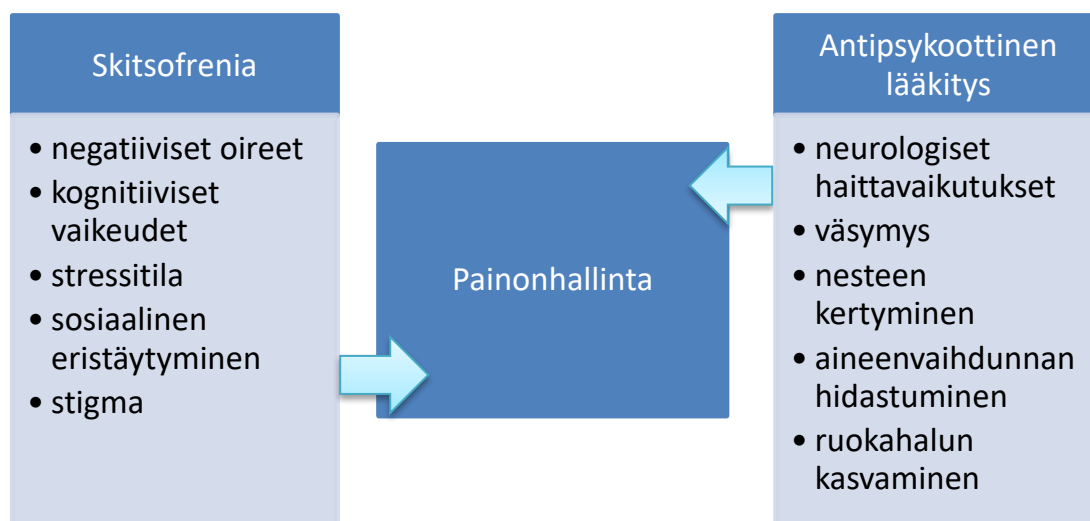 Skitsofrenia
• negatiiviset oireet
• kognitiiviset
vaikeudet
• stressitila
• sosiaalinen
eristäytyminen
• stigma
Painonhallinta
Antipsykoottinen
lääkitys
• neurologiset
haittavaikutukset
• väsymys
• nesteen
kertyminen
• aineenvaihdunnan
hidastuminen
• ruokahalun
kasvaminen